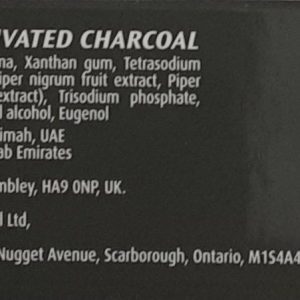 IVATED CHARCOAL
na, Xanthan gum, Tetrasodium
iper nigrum fruit extract, Piper
extract), Trisodium phosphate,
l alcohol, Eugenol
imah, UAE
ab Emirates
mbley, HA9 0NP, UK.
l Ltd,
Nugget Avenue, Scarborough, Ontario, M1S4A4